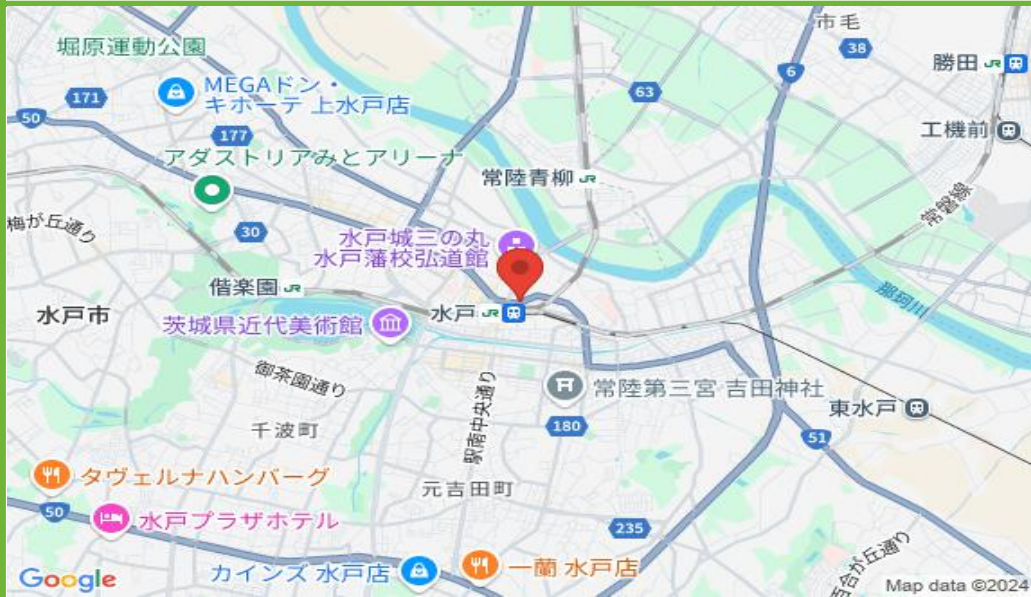 市毛
38
堀原運動公園
6
勝田 JR
MEGAドン・
キホーテ 上水戸店
171
63
50
工機前
177
アダストリアみとアリーナ
常陸青柳 JR
常磐線
梅が丘通り
30
水戸城三の丸
水戸藩校弘道館
偕楽園 JR
那珂川
水戸市
水戸 JR
茨城県近代美術館
御茶園通り
常陸第三宮 吉田神社
駅南中央通り
東水戸
千波町
180
51
タヴェルナハンバーグ
元吉田町
50
水戸プラザホテル
235
カインズ 水戸店
一蘭 水戸店
百合が丘通り
Google
Map data ©2024